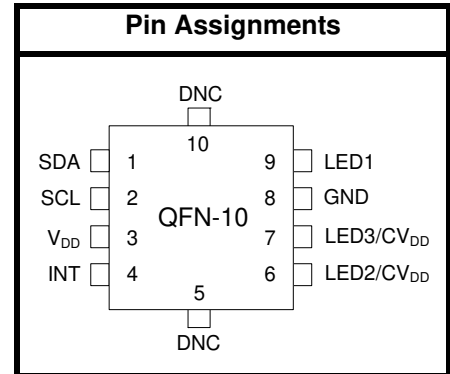 Pin Assignments
DNC
10
SDA 1 9 LED1
SCL 2 8 GND
QFN-10
VDD 3 7 LED3/CVDD
INT 4 6 LED2/CVDD
5
DNC